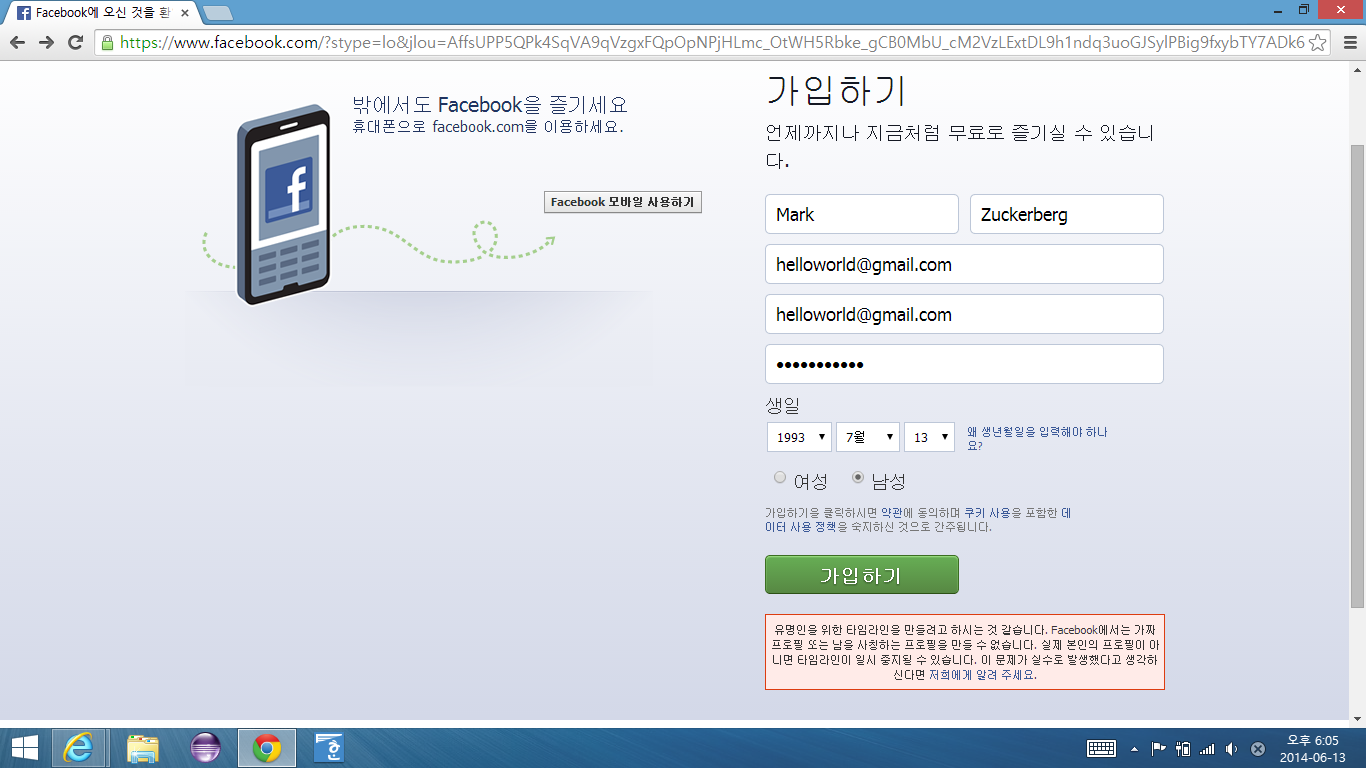 Facebook에 오신 것을 환
https://www.facebook.com/?stype=lo&jlou=AffsUPP5QPk4SqVA9qVzgxFQpOpNPjHLmc_OtWH5Rbke_gCB0MbU_cM2VzLExtDL9h1ndq3uoGJSylPBig9fxybTY7ADk6
밖에서도 Facebook을 즐기세요
휴대폰으로 facebook.com을 이용하세요.
Facebook 모바일 사용하기
가입하기
언제까지나 지금처럼 무료로 즐기실 수 있습니
다.
Mark Zuckerberg
helloworld@gmail.com
helloworld@gmail.com
•••••••••••
생일
1993 7월 13 왜 생년월일을 입력해야 하나
요?
여성 남성
가입하기을 클릭하시면 약관에 동의하며 쿠키 사용을 포함한 데
이터 사용 정책을 숙지하신 것으로 간주됩니다.
가입하기
유명인을 위한 타임라인을 만들려고 하시는 것 같습니다. Facebook에서는 가짜
프로필 또는 남을 사칭하는 프로필을 만들 수 없습니다. 실제 본인의 프로필이 아
니면 타임라인이 일시 중지될 수 있습니다. 이 문제가 실수로 발생했다고 생각하
신다면 저희에게 알려 주세요.
오후 6:05
2014-06-13